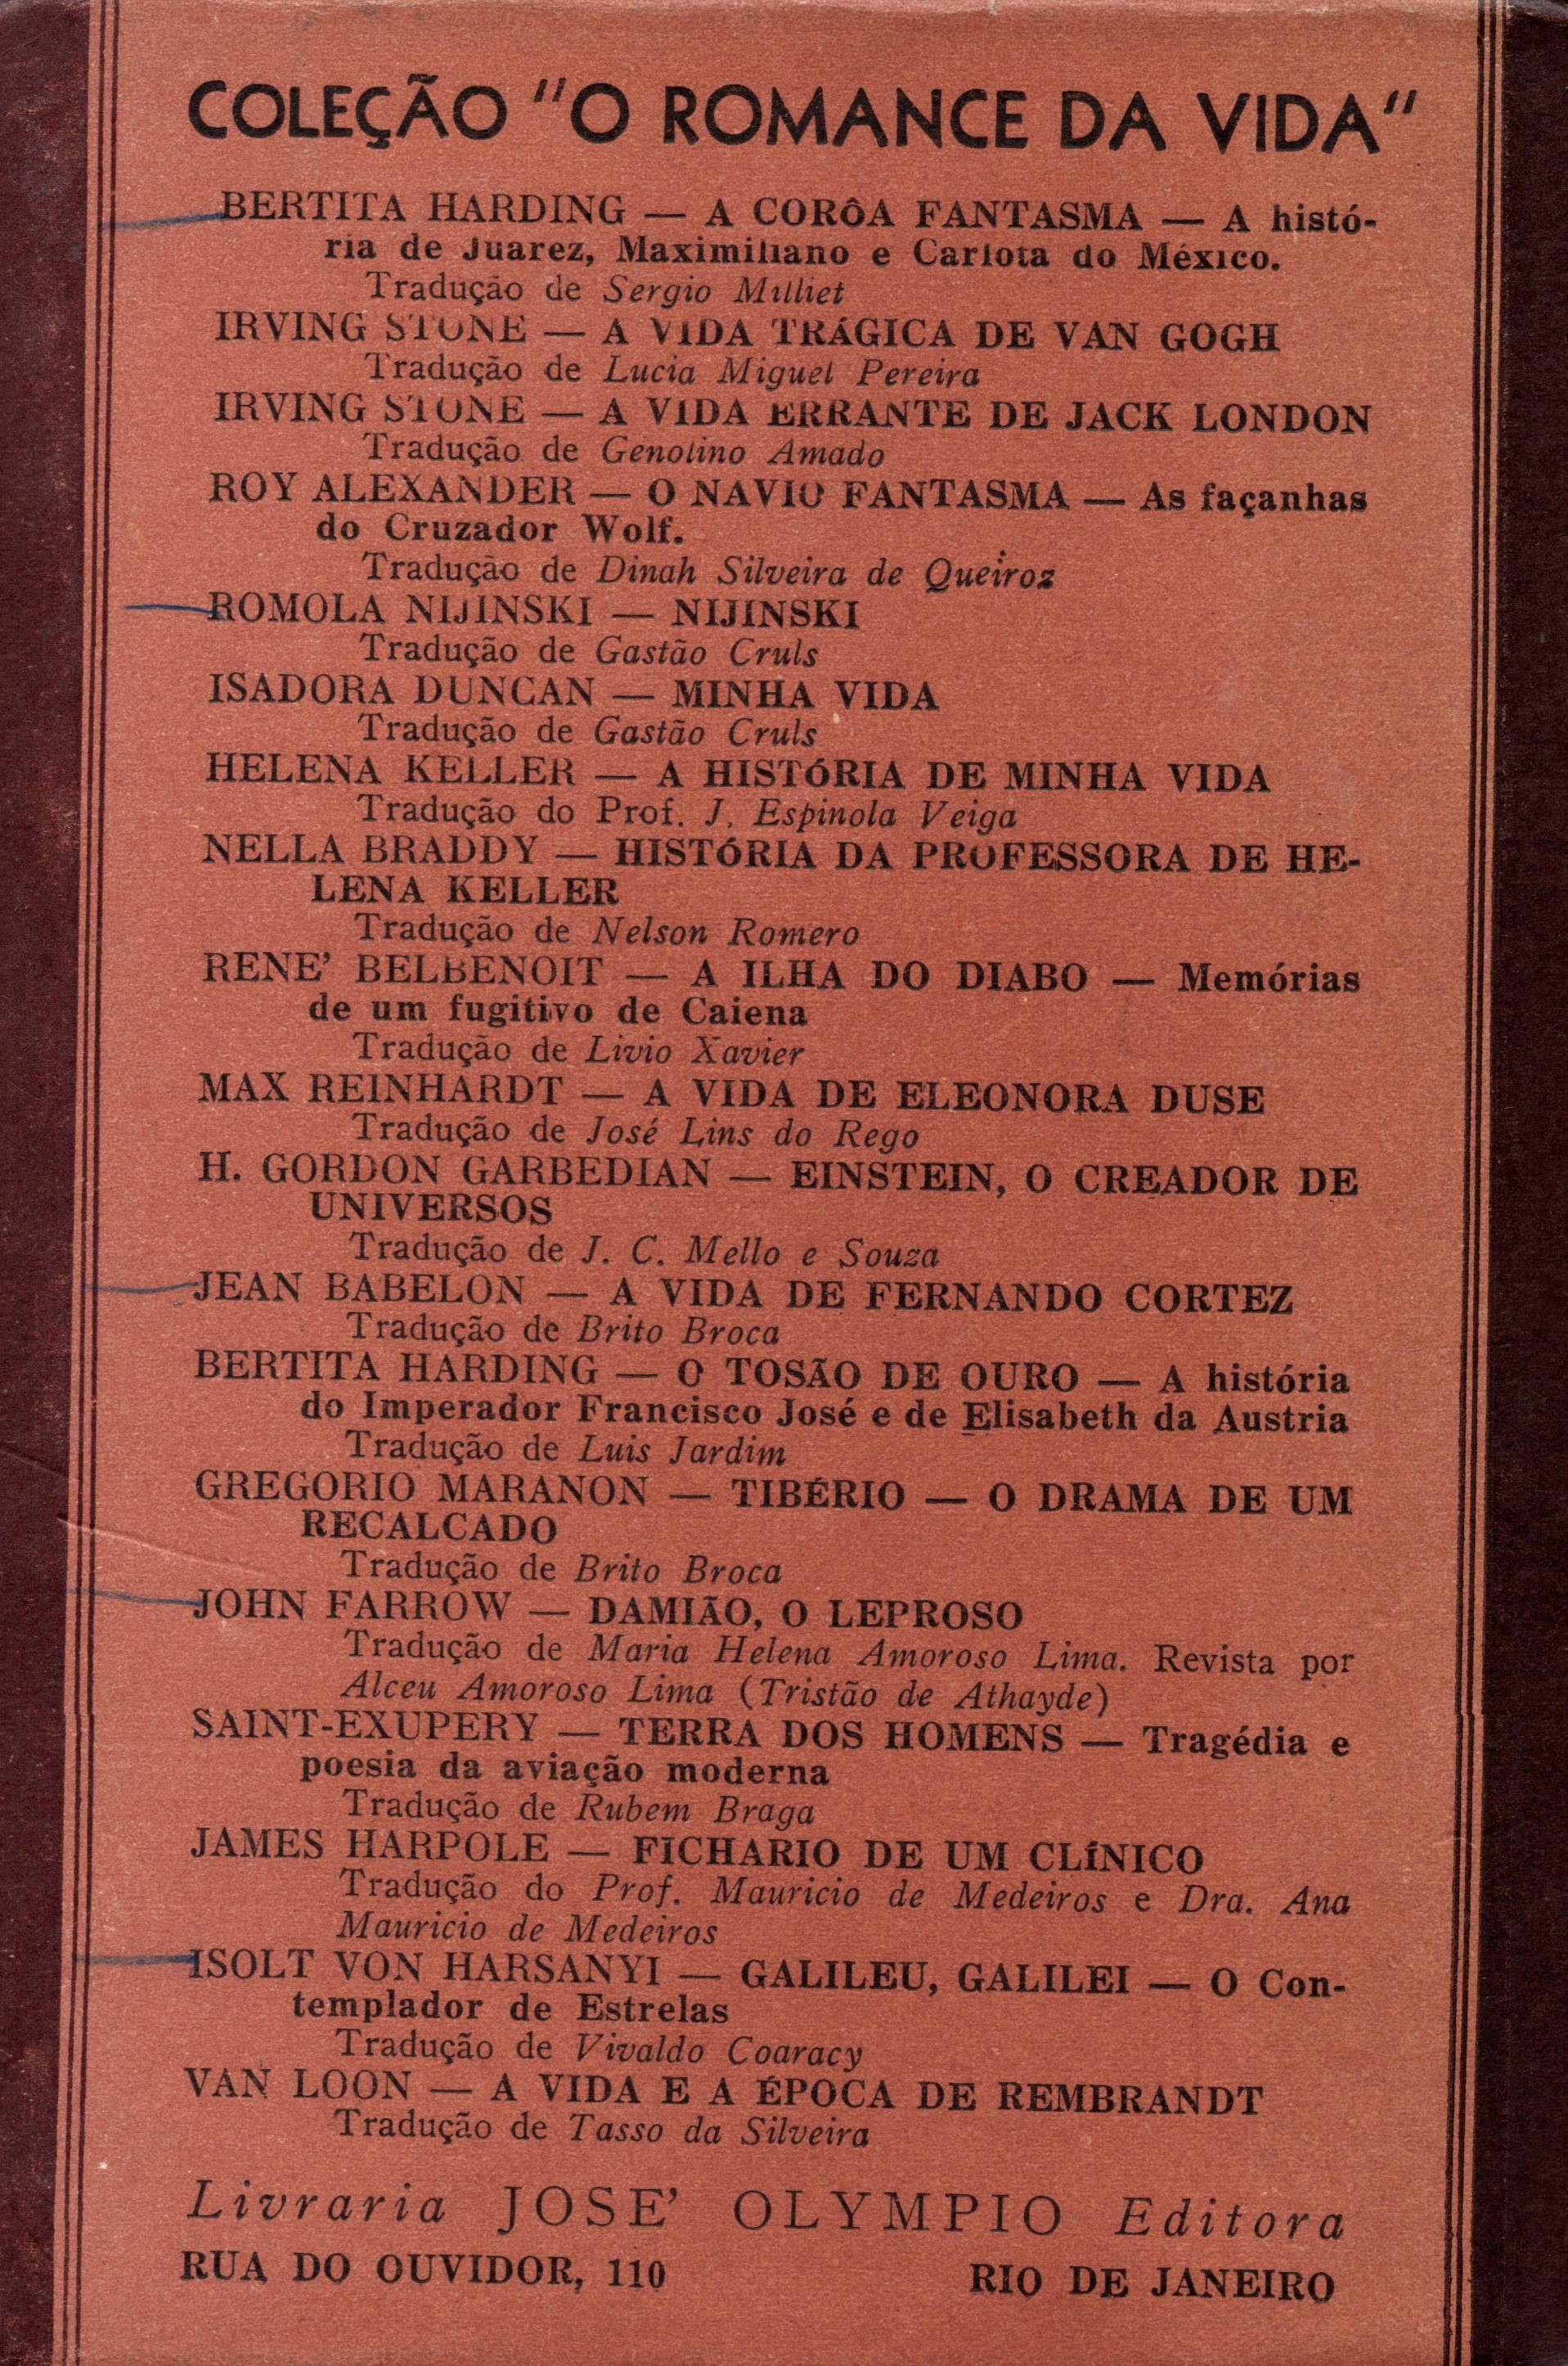 COLEÇÃO "O ROMANCE DA VIDA"
BERTITA HARDING — A CORÔA FANTASMA — A histó-
ria de Juarez, Maximiliano e Carlota do México.
Tradução de Sergio Milliet
IRVING STONE — A VIDA TRÁGICA DE VAN GOGH
Tradução de Lucia Miguel Pereira
IRVING STONE — A VIDA ERRANTE DE JACK LONDON
Tradução de Genolino Amado
ROY ALEXANDER — O NAVIO FANTASMA — As façanhas
do Cruzador Wolf.
Tradução de Dinah Silveira de Queiroz
ROMOLA NIJINSKI — NIJINSKI
Tradução de Gastão Cruls
ISADORA DUNCAN — MINHA VIDA
Tradução de Gastão Cruls
HELENA KELLER — A HISTÓRIA DE MINHA VIDA
Tradução do Prof. J. Espinola Veiga
NELLA BRADDY — HISTÓRIA DA PROFESSORA DE HE-
LENA KELLER
Tradução de Nelson Romero
RENE' BELBENOIT — A ILHA DO DIABO — Memórias
de um fugitivo de Caiena
Tradução de Livio Xavier
MAX REINHARDT — A VIDA DE ELEONORA DUSE
Tradução de José Lins do Rego
H. GORDON GARBEDIAN — EINSTEIN, O CREADOR DE
UNIVERSOS
Tradução de J. C. Mello e Souza
JEAN BABELON — A VIDA DE FERNANDO CORTEZ
Tradução de Brito Broca
BERTITA HARDING — O TOSÃO DE OURO — A história
do Imperador Francisco José e de Elisabeth da Austria
Tradução de Luis Jardim
GREGORIO MARANON — TIBÉRIO — O DRAMA DE UM
RECALCADO
Tradução de Brito Broca
JOHN FARROW — DAMIÃO, O LEPROSO
Tradução de Maria Helena Amoroso Lima. Revista por
Alceu Amoroso Lima (Tristão de Athayde)
SAINT-EXUPERY — TERRA DOS HOMENS — Tragédia e
poesia da aviação moderna
Tradução de Rubem Braga
JAMES HARPOLE — FICHARIO DE UM CLÍNICO
Tradução do Prof. Mauricio de Medeiros e Dra. Ana
Mauricio de Medeiros
ISOLT VON HARSANYI — GALILEU, GALILEI — O Con-
templador de Estrelas
Tradução de Vivaldo Coaracy
VAN LOON — A VIDA E A ÉPOCA DE REMBRANDT
Tradução de Tasso da Silveira
Livraria JOSE' OLYMPIO Editora
RUA DO OUVIDOR, 110 RIO DE JANEIRO